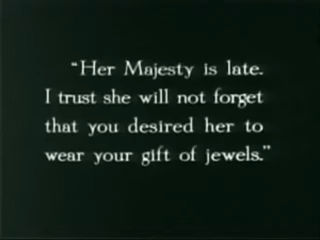 "Her Majesty is late.
I trust she will not forget
that you desired her to
wear your gift of jewels."